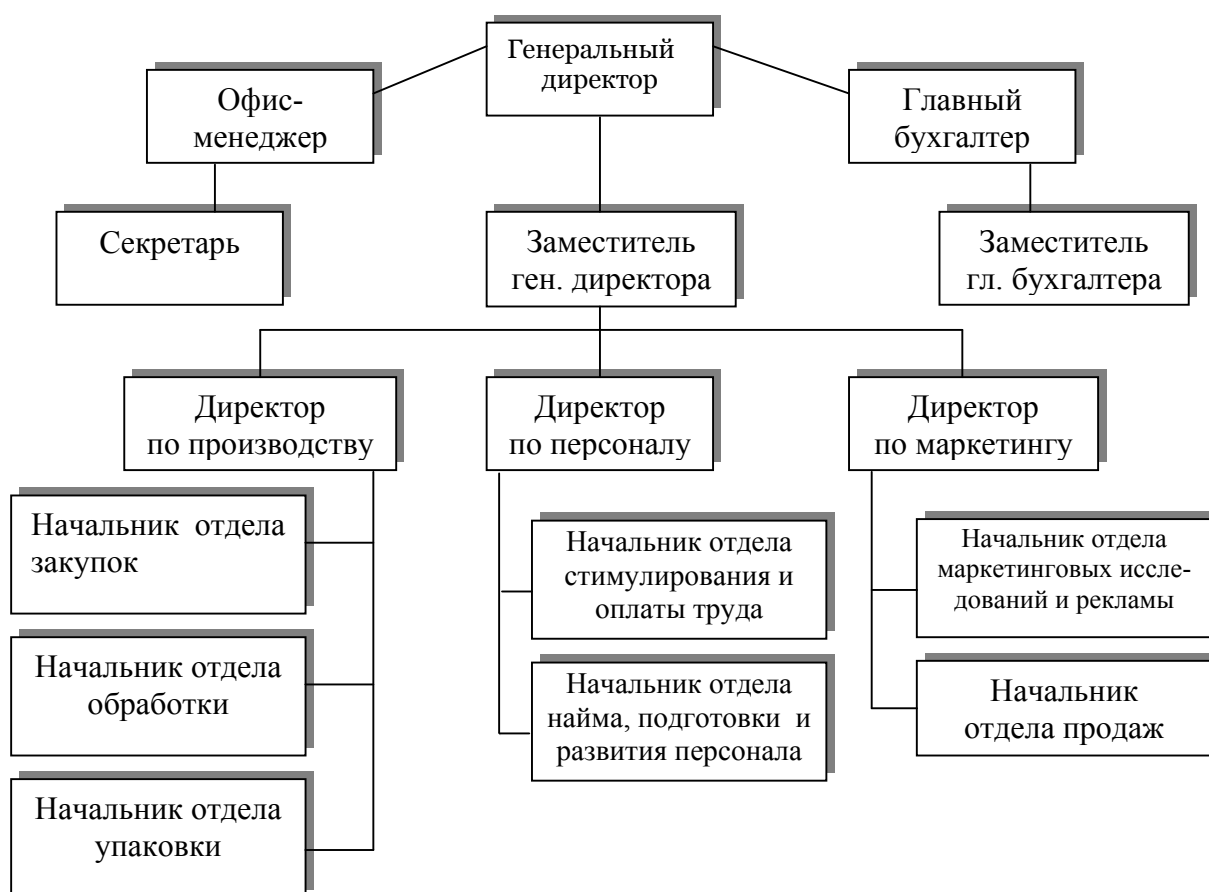 Генеральный
директор
Офис-
менеджер
Главный
бухгалтер
Секретарь
Заместитель
ген. директора
Заместитель
гл. бухгалтера
Директор
по производству
Директор
по персоналу
Директор
по маркетингу
Начальник отдела
закупок
Начальник отдела
обработки
Начальник отдела
упаковки
Начальник отдела
стимулирования и
оплаты труда
Начальник отдела
найма, подготовки и
развития персонала
Начальник отдела
маркетинговых иссле-
дований и рекламы
Начальник
отдела продаж